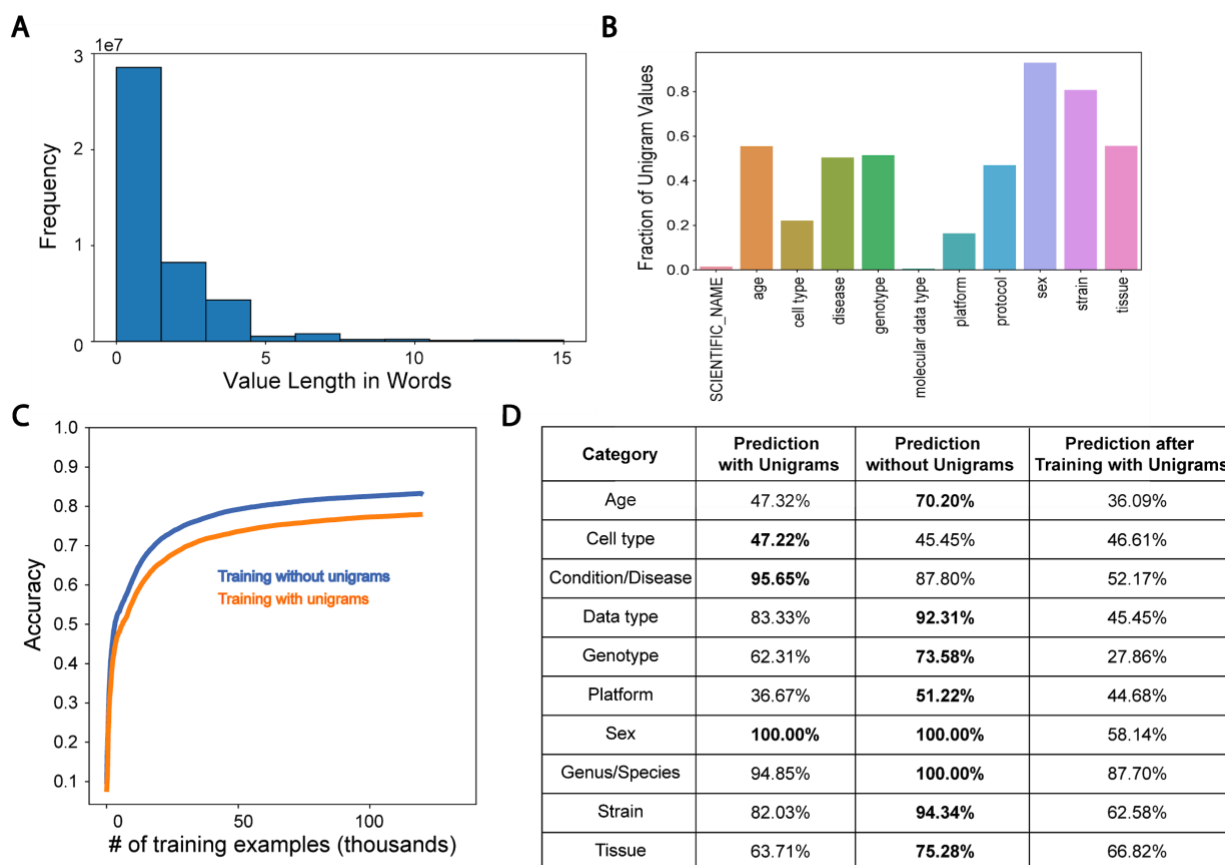 A
1e7
3
2
1
0
Frequency
0 5 10 15
Value Length in Words
B
Fraction of Unigram Values
0.8
0.6
0.4
0.2
0.0
SCIENTIFIC_NAME
age
cell type
disease
genotype
molecular data type
platform
protocol
sex
strain
tissue
C
1.0
0.9
0.8
0.7
0.6
0.5
0.4
0.3
0.2
0.1
Accuracy
Training without unigrams
Training with unigrams
0 50 100
# of training examples (thousands)
D
Category Prediction with Unigrams Prediction without Unigrams Prediction after Training with Unigrams
Age 47.32% 70.20% 36.09%
Cell type 47.22% 45.45% 46.61%
Condition/Disease 95.65% 87.80% 52.17%
Data type 83.33% 92.31% 45.45%
Genotype 62.31% 73.58% 27.86%
Platform 36.67% 51.22% 44.68%
Sex 100.00% 100.00% 58.14%
Genus/Species 94.85% 100.00% 87.70%
Strain 82.03% 94.34% 62.58%
Tissue 63.71% 75.28% 66.82%